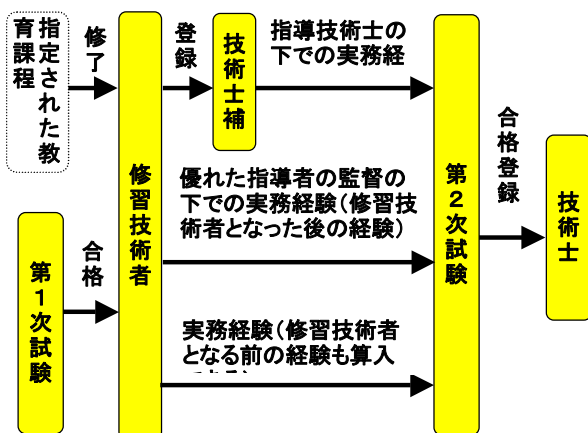 指定された教
育課程
修了
登録
技術士補
指導技術士の
下での実務経
修習技術者
優れた指導者の監督の
下での実務経験（修習技
術者となった後の経験）
第１次試験
合格
実務経験（修習技術者
となる前の経験も算入
第２次試験
合格登録
技術士